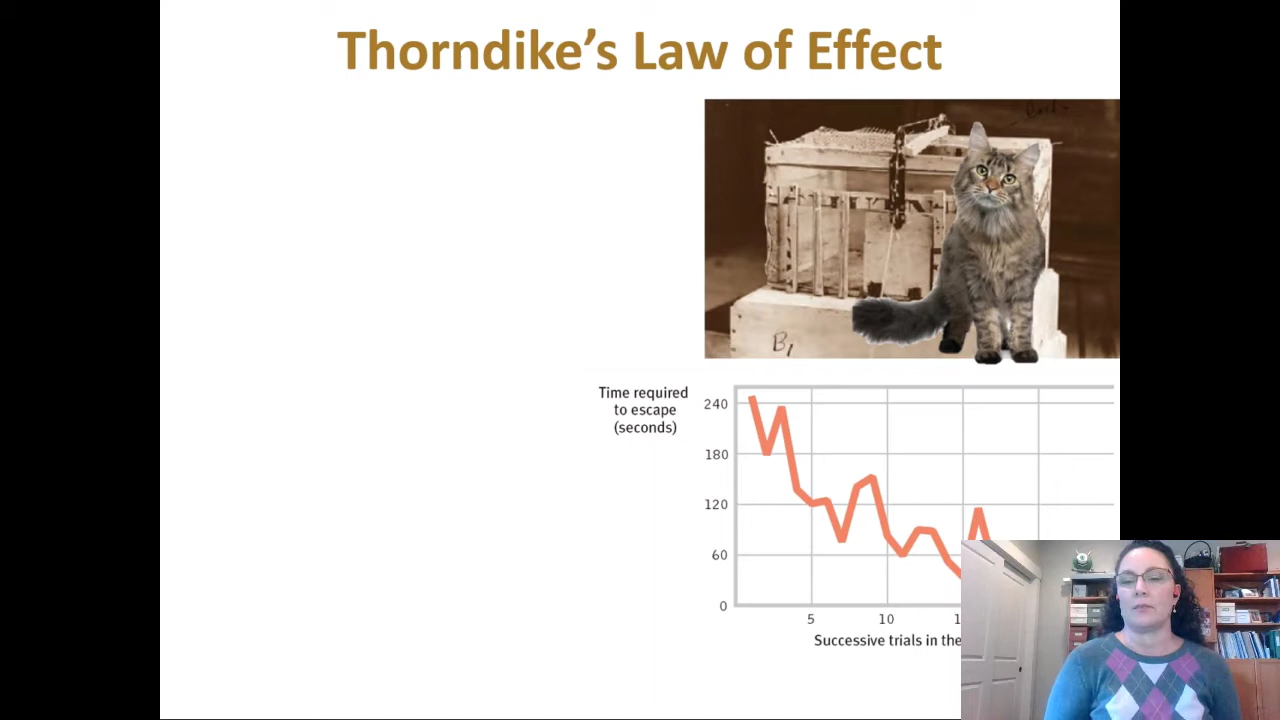 Thorndike's Law of Effect
B1
Time required
to escape
(seconds)
240
180
120
60
0
5
10
Successive trials in the